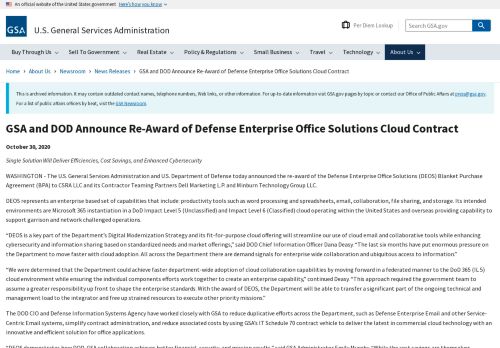 An official website of the United States government Here's how you know
GSA
U.S. General Services Administration
Per Diem Lookup
Search GSA.gov
Buy Through Us
Sell To Government
Real Estate
Policy & Regulations
Small Business
Travel
Technology
About Us
Home › About Us › Newsroom › News Releases › GSA and DOD Announce Re-Award of Defense Enterprise Office Solutions Cloud Contract
This is archived information. It may contain outdated contact names, telephone numbers, Web links, or other information. For up-to-date information visit GSA.gov pages by topic or contact our Office of Public Affairs at press@gsa.gov.
For a list of public affairs officers by beat, visit the GSA Newsroom.
GSA and DOD Announce Re-Award of Defense Enterprise Office Solutions Cloud Contract
October 30, 2020
Single Solution Will Deliver Efficiencies, Cost Savings, and Enhanced Cybersecurity
WASHINGTON - The U.S. General Services Administration and U.S. Department of Defense today announced the re-award of the Defense Enterprise Office Solutions (DEOS) Blanket Purchase
Agreement (BPA) to CSRA LLC and its Contractor Teaming Partners Dell Marketing L.P. and Minburn Technology Group LLC.
DEOS represents an enterprise based set of capabilities that include: productivity tools such as word processing and spreadsheets, email, collaboration, file sharing, and storage. Its intended
environments are Microsoft 365 instantiation in a DoD Impact Level 5 (Unclassified) and Impact Level 6 (Classified) cloud operating within the United States and overseas providing capability to
support garrison and network challenged operations.
"DEOS is a key part of the Department's Digital Modernization Strategy and its fit-for-purpose cloud offering will streamline our use of cloud email and collaborative tools while enhancing
cybersecurity and information sharing based on standardized needs and market offerings," said DOD Chief Information Officer Dana Deasy. "The last six months have put enormous pressure on
the Department to move faster with cloud adoption. All across the Department there are demand signals for enterprise wide collaboration and ubiquitous access to information."
"We were determined that the Department could achieve faster department-wide adoption of cloud collaboration capabilities by moving forward in a federated manner to the DoD 365 (IL 5)
cloud environment while ensuring the individual components efforts work together to create an enterprise capability," continued Deasy. "This approach required the government team to
assume a greater responsibility up front to shape the enterprise standards. With the award of DEOS, the Department will be able to transfer a significant part of the ongoing technical
management load to the integrator and free up strained resources to execute other priority missions."
The DOD CIO and Defense Information Systems Agency have worked closely with GSA to reduce duplicative efforts across the Department, such as Defense Enterprise Email and other Service-
Centric Email systems, simplify contract administration, and reduce associated costs by using GSA's IT Schedule 70 contract vehicle to deliver the latest in commercial cloud technology with an
innovative and efficient solution for office applications.